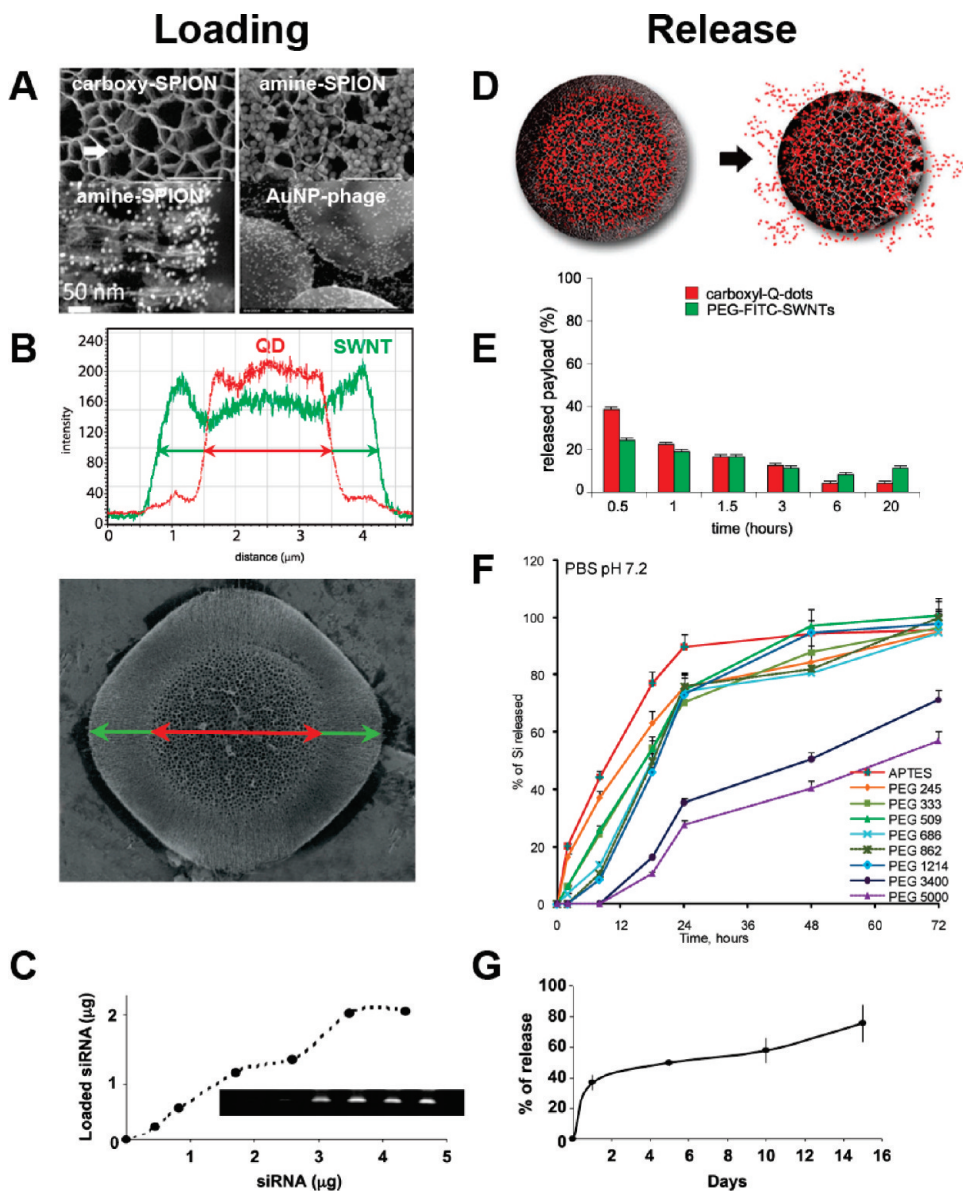 Loading
Release
A
carboxy-SPION
amine-SPION
amine-SPION
AuNP-phage
50 nm
B
QD
SWNT
intensity
200
160
120
80
40
0
0
1
2
3
4
distance (μm)
C
Loaded siRNA (μg)
2
1
0
1
2
3
4
5
siRNA (μg)
D
E
carboxyl-Q-dots
PEG-FITC-SWNTs
released payload (%)
100
80
60
40
20
0
0.5
1
1.5
3
6
20
time (hours)
F
PBS pH 7.2
% of Si released
120
100
80
60
40
20
0
0
12
24
36
48
60
72
Time, hours
APTES
PEG 245
PEG 333
PEG 509
PEG 686
PEG 862
PEG 1214
PEG 3400
PEG 5000
G
% of release
100
80
60
40
20
0
0
2
4
6
8
10
12
14
16
Days